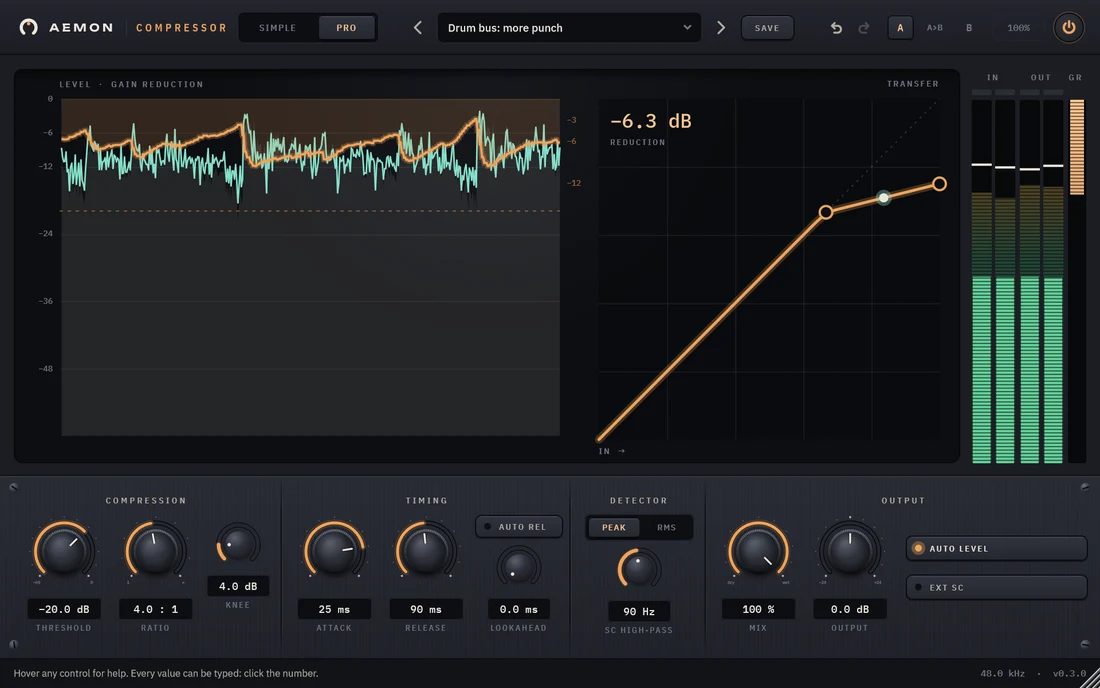 AEMON COMPRESSOR SIMPLE PRO Drum bus: more punch SAVE A A>B B 100%
LEVEL · GAIN REDUCTION
TRANSFER
IN OUT GR
0
−6
−12
−24
−36
−48
−3
−6
−12
−6.3 dB
REDUCTION
IN →
COMPRESSION
−20.0 dB
THRESHOLD
4.0 : 1
RATIO
4.0 dB
KNEE
TIMING
AUTO REL
25 ms
ATTACK
90 ms
RELEASE
0.0 ms
LOOKAHEAD
DETECTOR
PEAK RMS
90 Hz
SC HIGH-PASS
OUTPUT
100 %
MIX
0.0 dB
OUTPUT
AUTO LEVEL
EXT SC
Hover any control for help. Every value can be typed: click the number.
48.0 kHz · v0.3.0